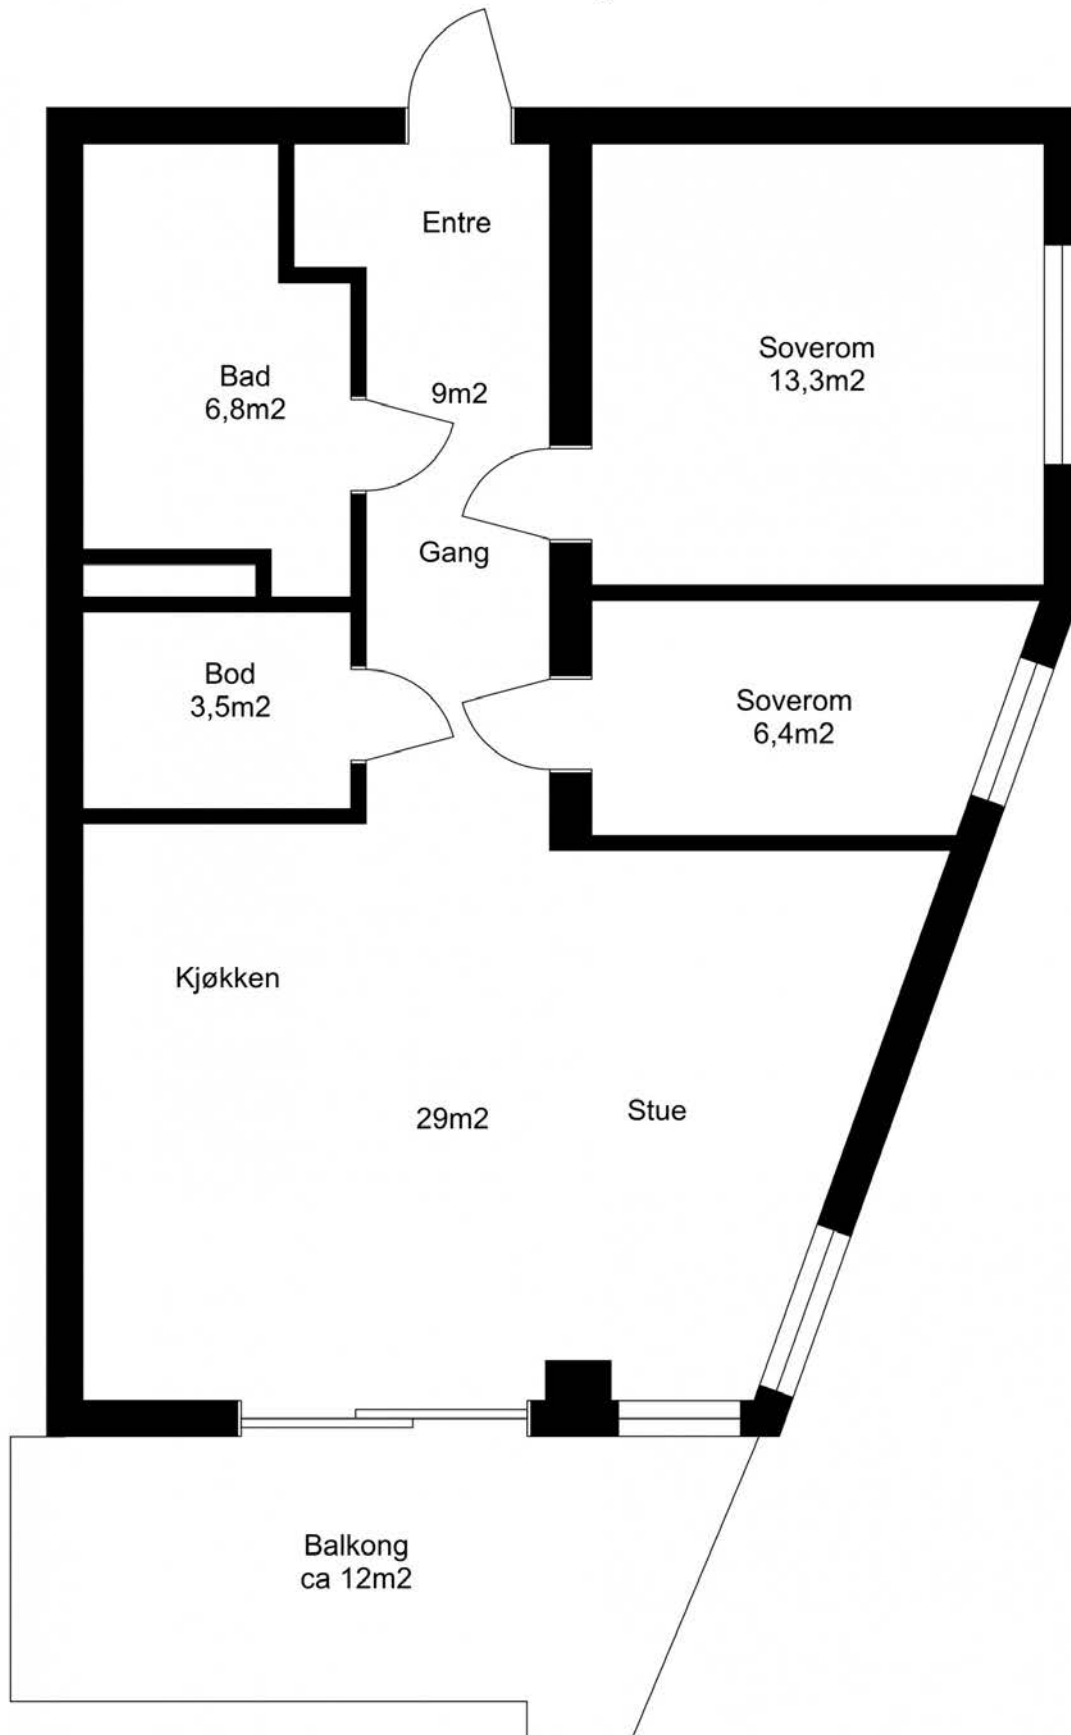 Entre
Soverom
13,3m2
Bad
6,8m2
9m2
Gang
Bod
3,5m2
Soverom
6,4m2
Kjøkken
29m2
Stue
Balkong
ca 12m2